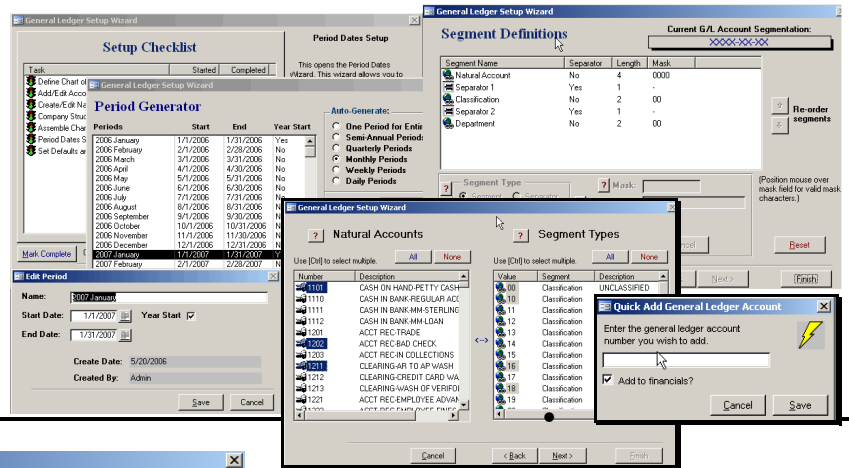 General Ledger Setup Wizard
Setup Checklist
Task Started Completed
Define Chart of
Add/Edit Acco
Create/Edit Na
Company Struc
Assemble Char
Period Dates S
Set Defaults ar
Mark Complete
Period Dates Setup
This opens the Period Dates
Wizard. This wizard allows you to
General Ledger Setup Wizard
Period Generator
Periods Start End Year Start
2006 January 1/1/2006 1/31/2006 Yes
2006 February 2/1/2006 2/28/2006 No
2006 March 3/1/2006 3/31/2006 No
2006 April 4/1/2006 4/30/2006 No
2006 May 5/1/2006 5/31/2006 No
2006 June 6/1/2006 6/30/2006 No
2006 July 7/1/2006 7/31/2006 No
2006 August 8/1/2006 8/31/2006 No
2006 September 9/1/2006 9/30/2006 No
2006 October 10/1/2006 10/31/2006 No
2006 November 11/1/2006 11/30/2006 No
2006 December 12/1/2006 12/31/2006 N
2007 January 1/1/2007 1/31/2007 Y
2007 February 2/1/2007 2/28/2007 N
Auto-Generate:
One Period for Entir
Semi-Annual Period:
Quarterly Periods
Monthly Periods
Weekly Periods
Daily Periods
Edit Period
Name: 2007 January
Start Date: 1/1/2007 Year Start
End Date: 1/31/2007
Create Date: 5/20/2006
Created By: Admin
Save Cancel
General Ledger Setup Wizard
Segment Definitions
Current G/L Account Segmentation:
XXXX-XX-XX
Segment Name Separator Length Mask
Natural Account No 4 0000
Separator 1 Yes 1 -
Classification No 2 00
Separator 2 Yes 1 -
Department No 2 00
Re-order
segments
Segment Type
Segment Separator
? Mask:
(Position mouse over
mask field for valid mask
characters.)
ncel
Reset
Next >
Finish
General Ledger Setup Wizard
? Natural Accounts
Use [Ctrl] to select multiple. All None
Number Description
1101 CASH ON HAND-PETTY CASH
1110 CASH IN BANK-REGULAR ACC
1111 CASH IN BANK-MM-STERLING
1112 CASH IN BANK-MM-LOAN
1201 ACCT REC-TRADE
1202 ACCT REC-BAD CHECK
1203 ACCT REC-IN COLLECTIONS
1211 CLEARING-AR TO AP WASH
1212 CLEARING-CREDIT CARD WA
1213 CLEARING-WASH OF VERIFO
1221 ACCT REC-EMPLOYEE ADVAN
<-->
? Segment Types
Use [Ctrl] to select multiple. All None
Value Segment Description
00 Classification UNCLASSIFIED
10 Classification
11 Classification
12 Classification
13 Classification
14 Classification
15 Classification
16 Classification
17 Classification
18 Classification
19 Classification
Cancel < Back Next > Finish
Quick Add General Ledger Account
Enter the general ledger account
number you wish to add.
Add to financials?
Cancel Save